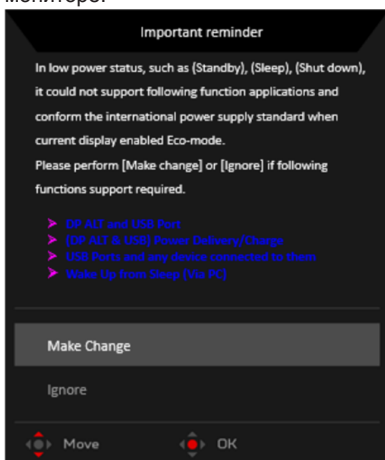 мониторе.
Important reminder
In low power status, such as (Standby), (Sleep), (Shut down),
it could not support following function applications and
conform the international power supply standard when
current display enabled Eco-mode.
Please perform [Make change] or [Ignore] if following
functions support required.
DP ALT and USB Port
(DP ALT & USB) Power Delivery/Charge
USB Ports and any device connected to them
Wake Up from Sleep (Via PC)
Make Change
Ignore
Move OK